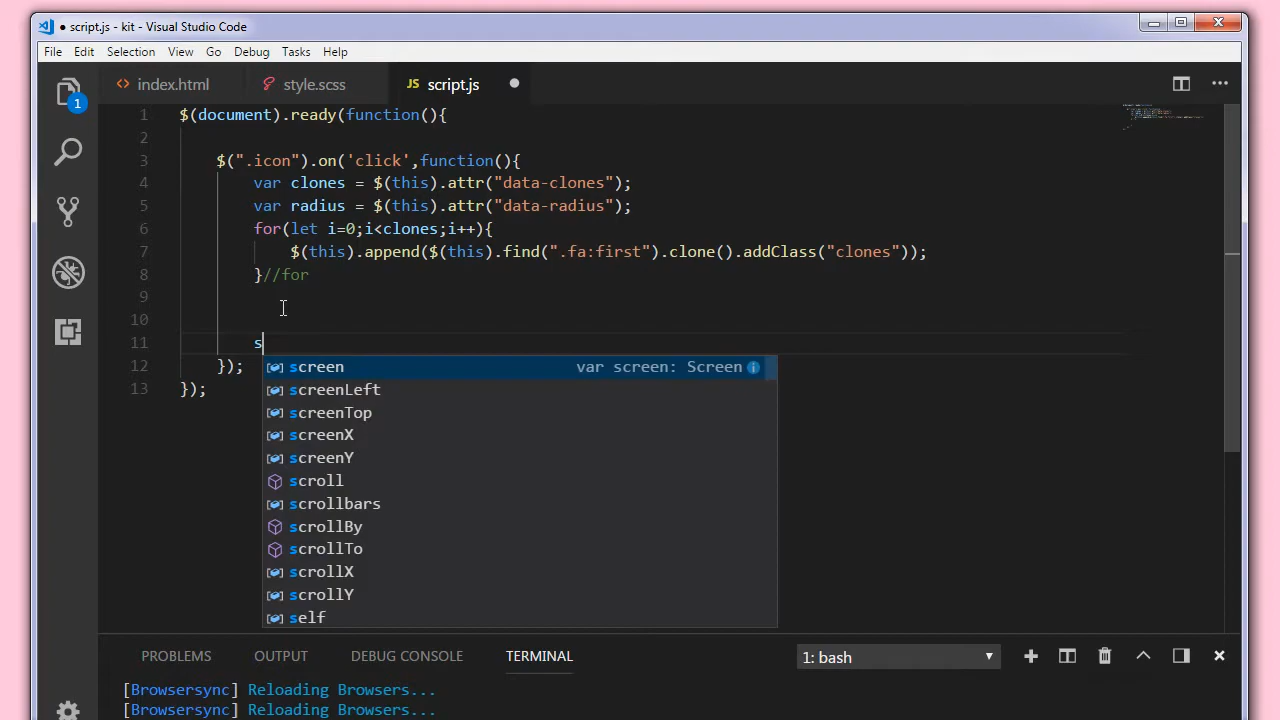 ● script.js - kit - Visual Studio Code
File Edit Selection View Go Debug Tasks Help
1
<> index.html style.scss JS script.js ● ...
1 $(document).ready(function(){
2
3 $(".icon").on('click',function(){
4 var clones = $(this).attr("data-clones");
5 var radius = $(this).attr("data-radius");
6 for(let i=0;i<clones;i++){
7 $(this).append($(this).find(".fa:first").clone().addClass("clones"));
8 }//for
9
10
11 s
12 });
13 });
screen var screen: Screen
screenLeft
screenTop
screenX
screenY
scroll
scrollbars
scrollBy
scrollTo
scrollX
scrollY
self
PROBLEMS OUTPUT DEBUG CONSOLE TERMINAL 1: bash
[Browsersync] Reloading Browsers...
[Browsersync] Reloading Browsers...